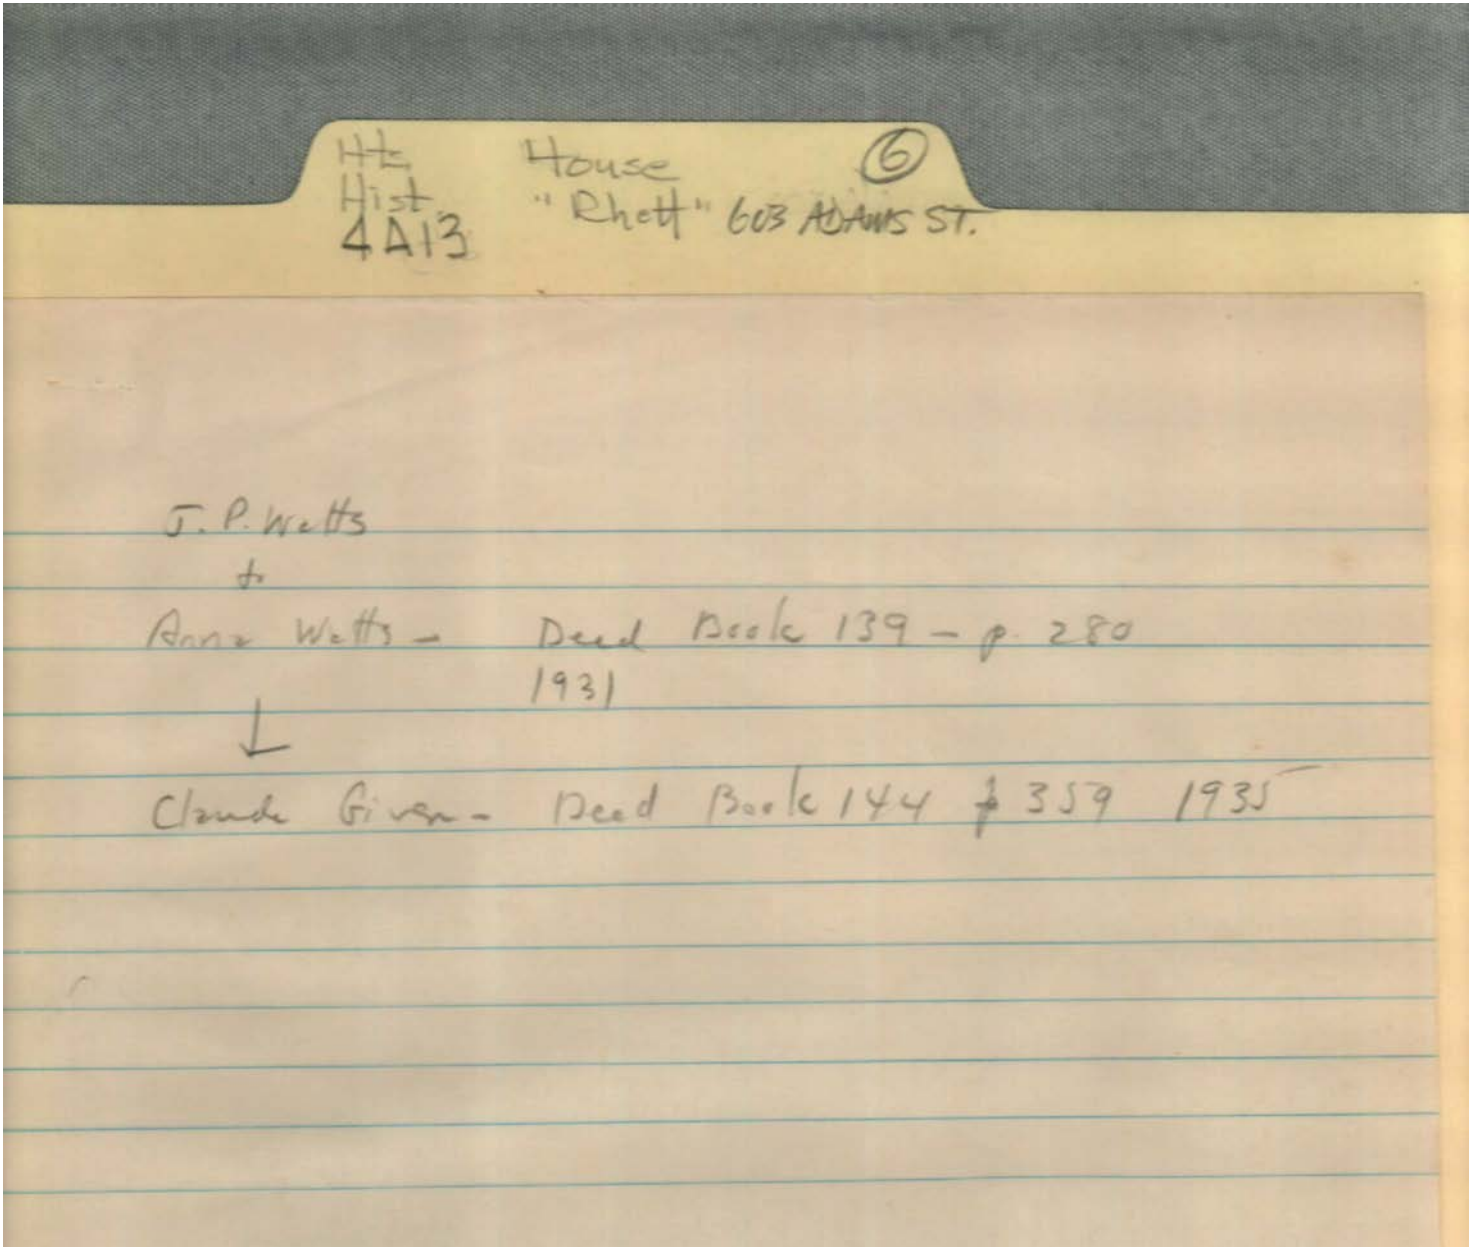 Hts. House ⑥
Hist. "Rhett" 603 ADAMS ST.
4A13
J. P. Watts
to
Anna Watts - Deed Book 139 - p. 280
1931
↓
Claude Given - Deed Book 144 p 359 1935